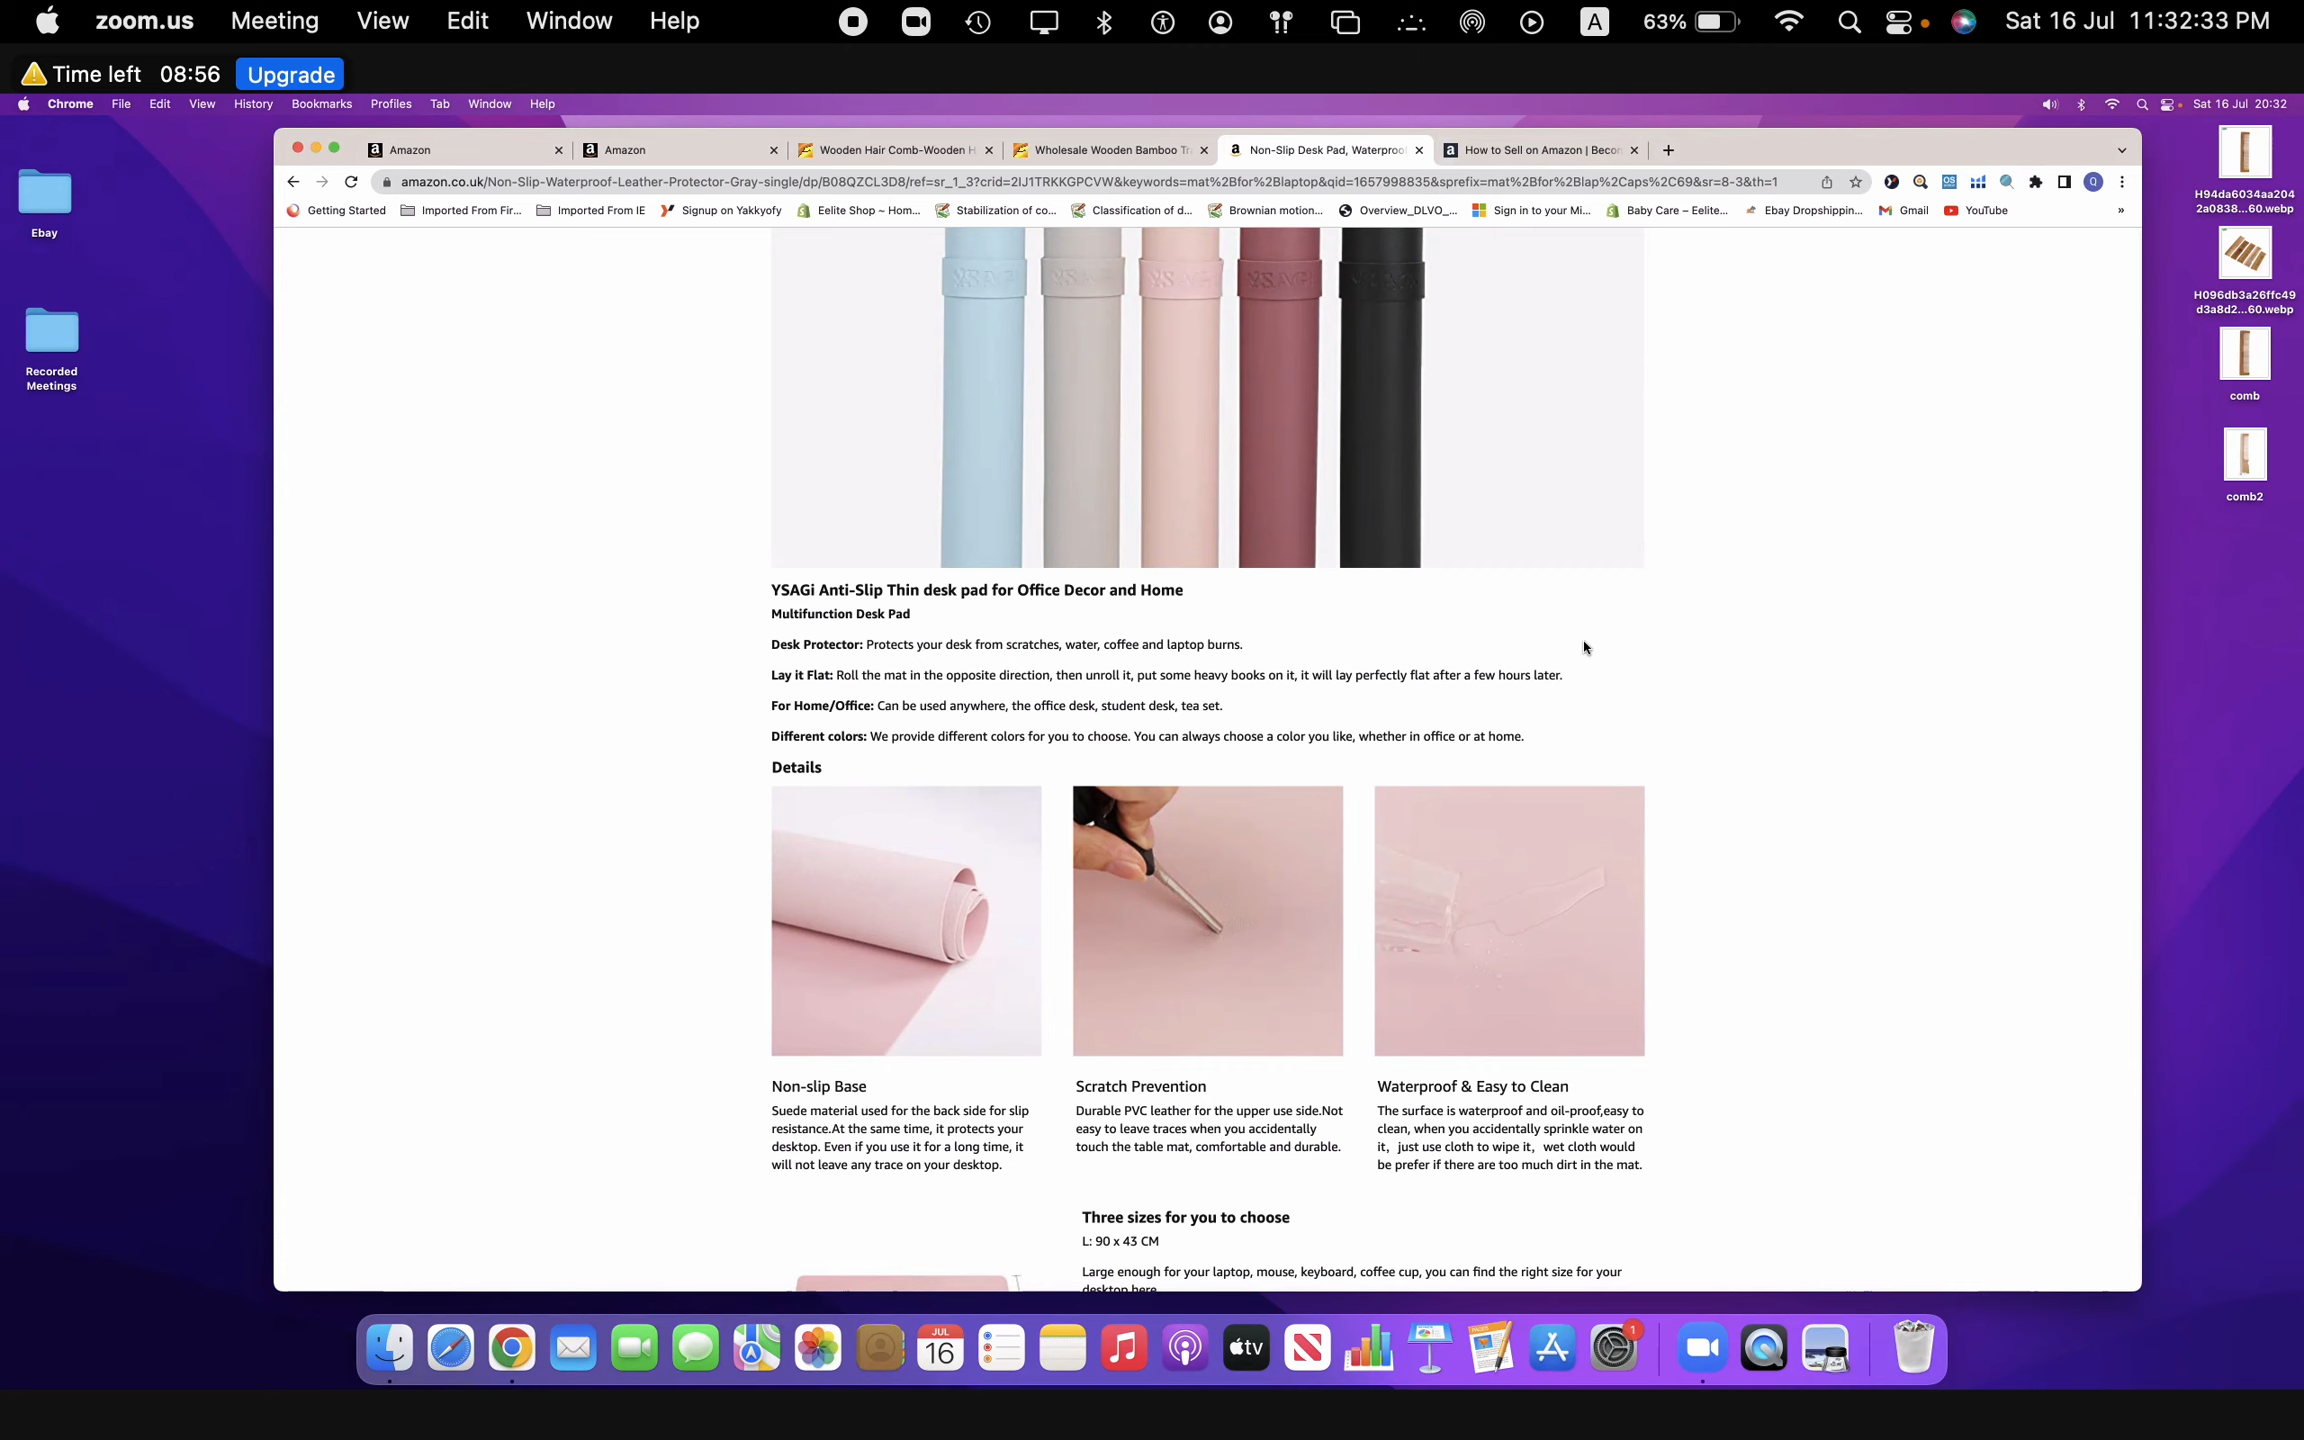 zoom.us Meeting View Edit Window Help
A 63% Sat 16 Jul 11:32:33 PM
Time left 08:56 Upgrade
Chrome File Edit View History Bookmarks Profiles Tab Window Help
Sat 16 Jul 20:32
Amazon
Amazon
Wooden Hair Comb-Wooden H
Wholesale Wooden Bamboo Tr
Non-Slip Desk Pad, Waterproo
How to Sell on Amazon | Becon
amazon.co.uk/Non-Slip-Waterproof-Leather-Protector-Gray-single/dp/B08QZCL3D8/ref=sr_1_3?crid=2IJ1TRKKGPCVW&keywords=mat%2Bfor%2Blaptop&qid=1657998835&sprefix=mat%2Bfor%2Blap%2Caps%2C69&sr=8-3&th=1
Q
Getting Started Imported From Fir... Imported From IE Signup on Yakkyofy Eelite Shop ~ Hom... Stabilization of co... Classification of d... Brownian motion... Overview_DLVO_... Sign in to your Mi... Baby Care – Eelite... Ebay Dropshippin... Gmail YouTube »
Ebay
Recorded
Meetings
H94da6034aa204
2a0838...60.webp
H096db3a26ffc49
d3a8d2...60.webp
comb
comb2
YSAGi YSAGi YSAGi YSAGi YSAGi
YSAGi Anti-Slip Thin desk pad for Office Decor and Home
Multifunction Desk Pad
Desk Protector: Protects your desk from scratches, water, coffee and laptop burns.
Lay it Flat: Roll the mat in the opposite direction, then unroll it, put some heavy books on it, it will lay perfectly flat after a few hours later.
For Home/Office: Can be used anywhere, the office desk, student desk, tea set.
Different colors: We provide different colors for you to choose. You can always choose a color you like, whether in office or at home.
Details
Non-slip Base
Suede material used for the back side for slip
resistance.At the same time, it protects your
desktop. Even if you use it for a long time, it
will not leave any trace on your desktop.
Scratch Prevention
Durable PVC leather for the upper use side.Not
easy to leave traces when you accidentally
touch the table mat, comfortable and durable.
Waterproof & Easy to Clean
The surface is waterproof and oil-proof,easy to
clean, when you accidentally sprinkle water on
it，just use cloth to wipe it，wet cloth would
be prefer if there are too much dirt in the mat.
Three sizes for you to choose
L: 90 x 43 CM
Large enough for your laptop, mouse, keyboard, coffee cup, you can find the right size for your
desktop here
JUL
16
tv
1